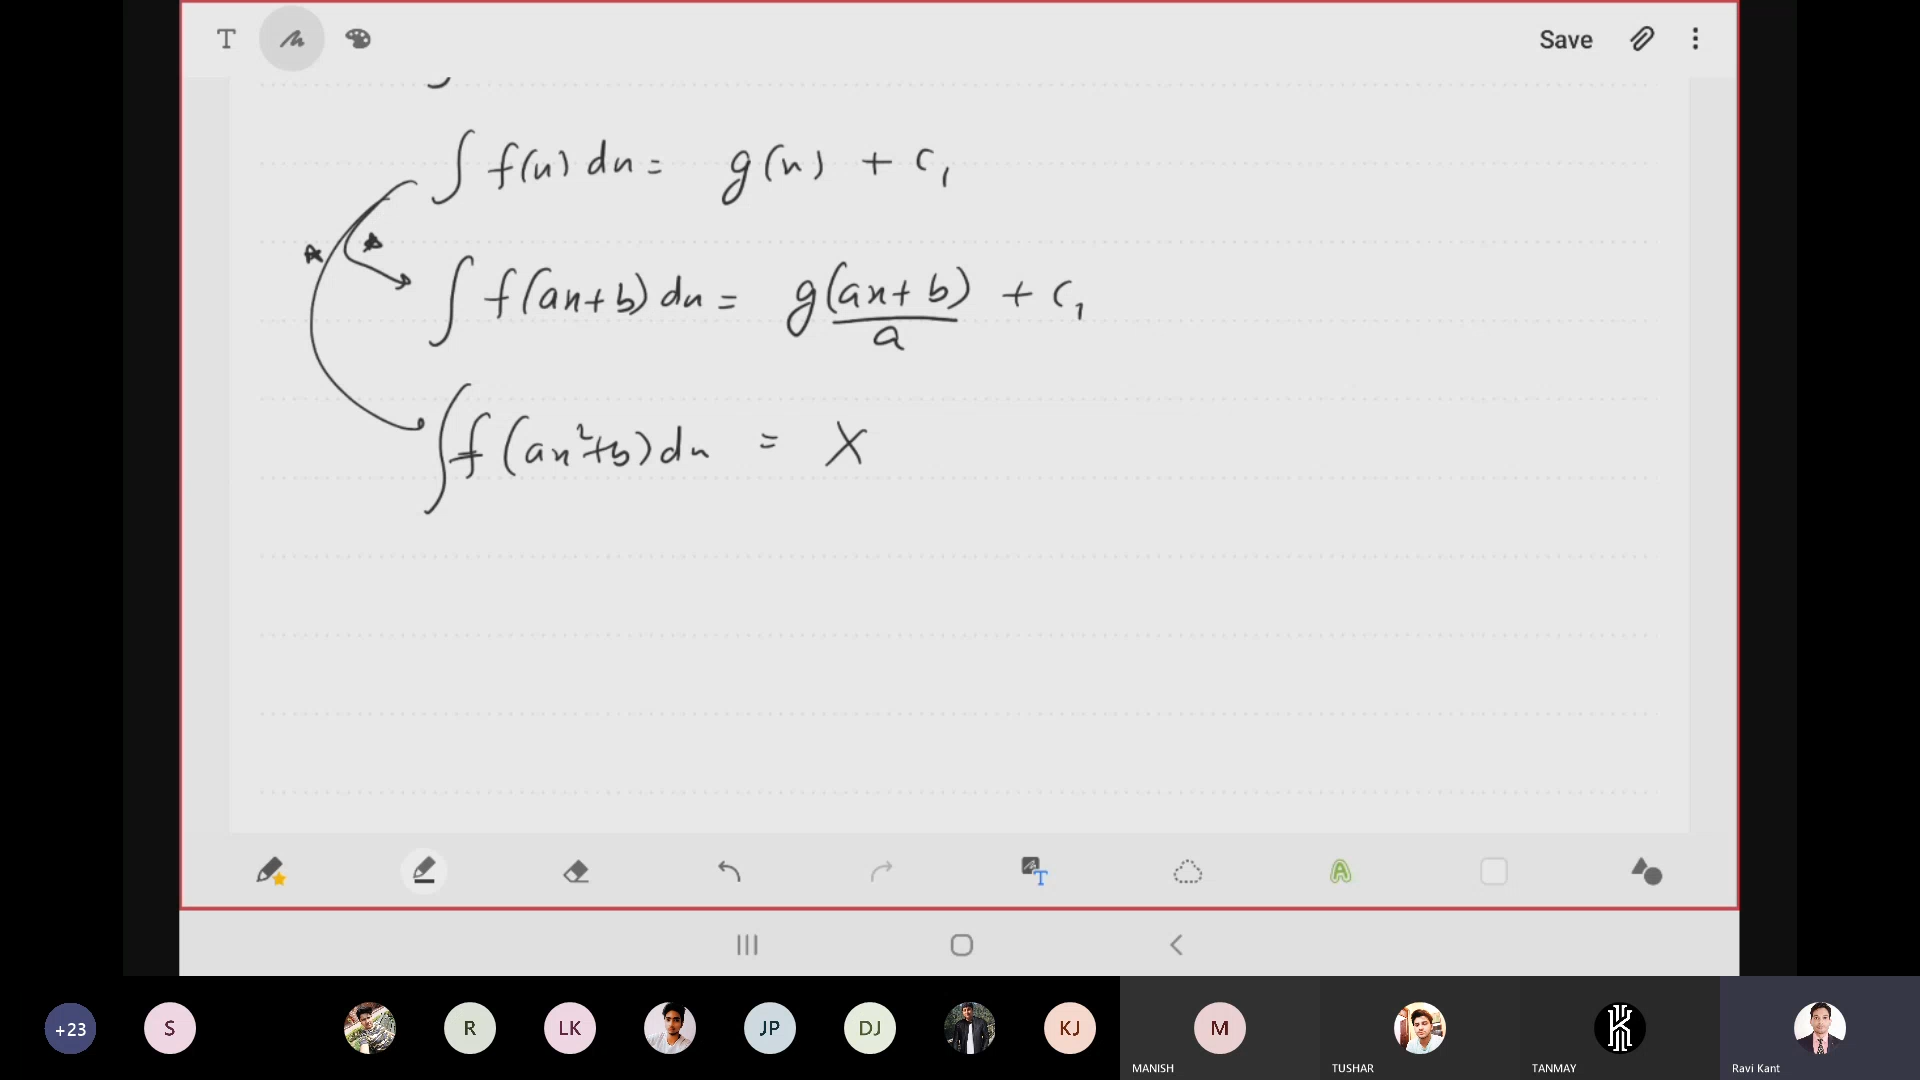 T Save
∫ f(x) dx = g(x) + c₁
∫ f(ax+b) dx = g(ax+b)/a + c₁
∫ f(ax²+b) dx = X
T A
+23 S R LK JP DJ KJ M
MANISH TUSHAR TANMAY Ravi Kant